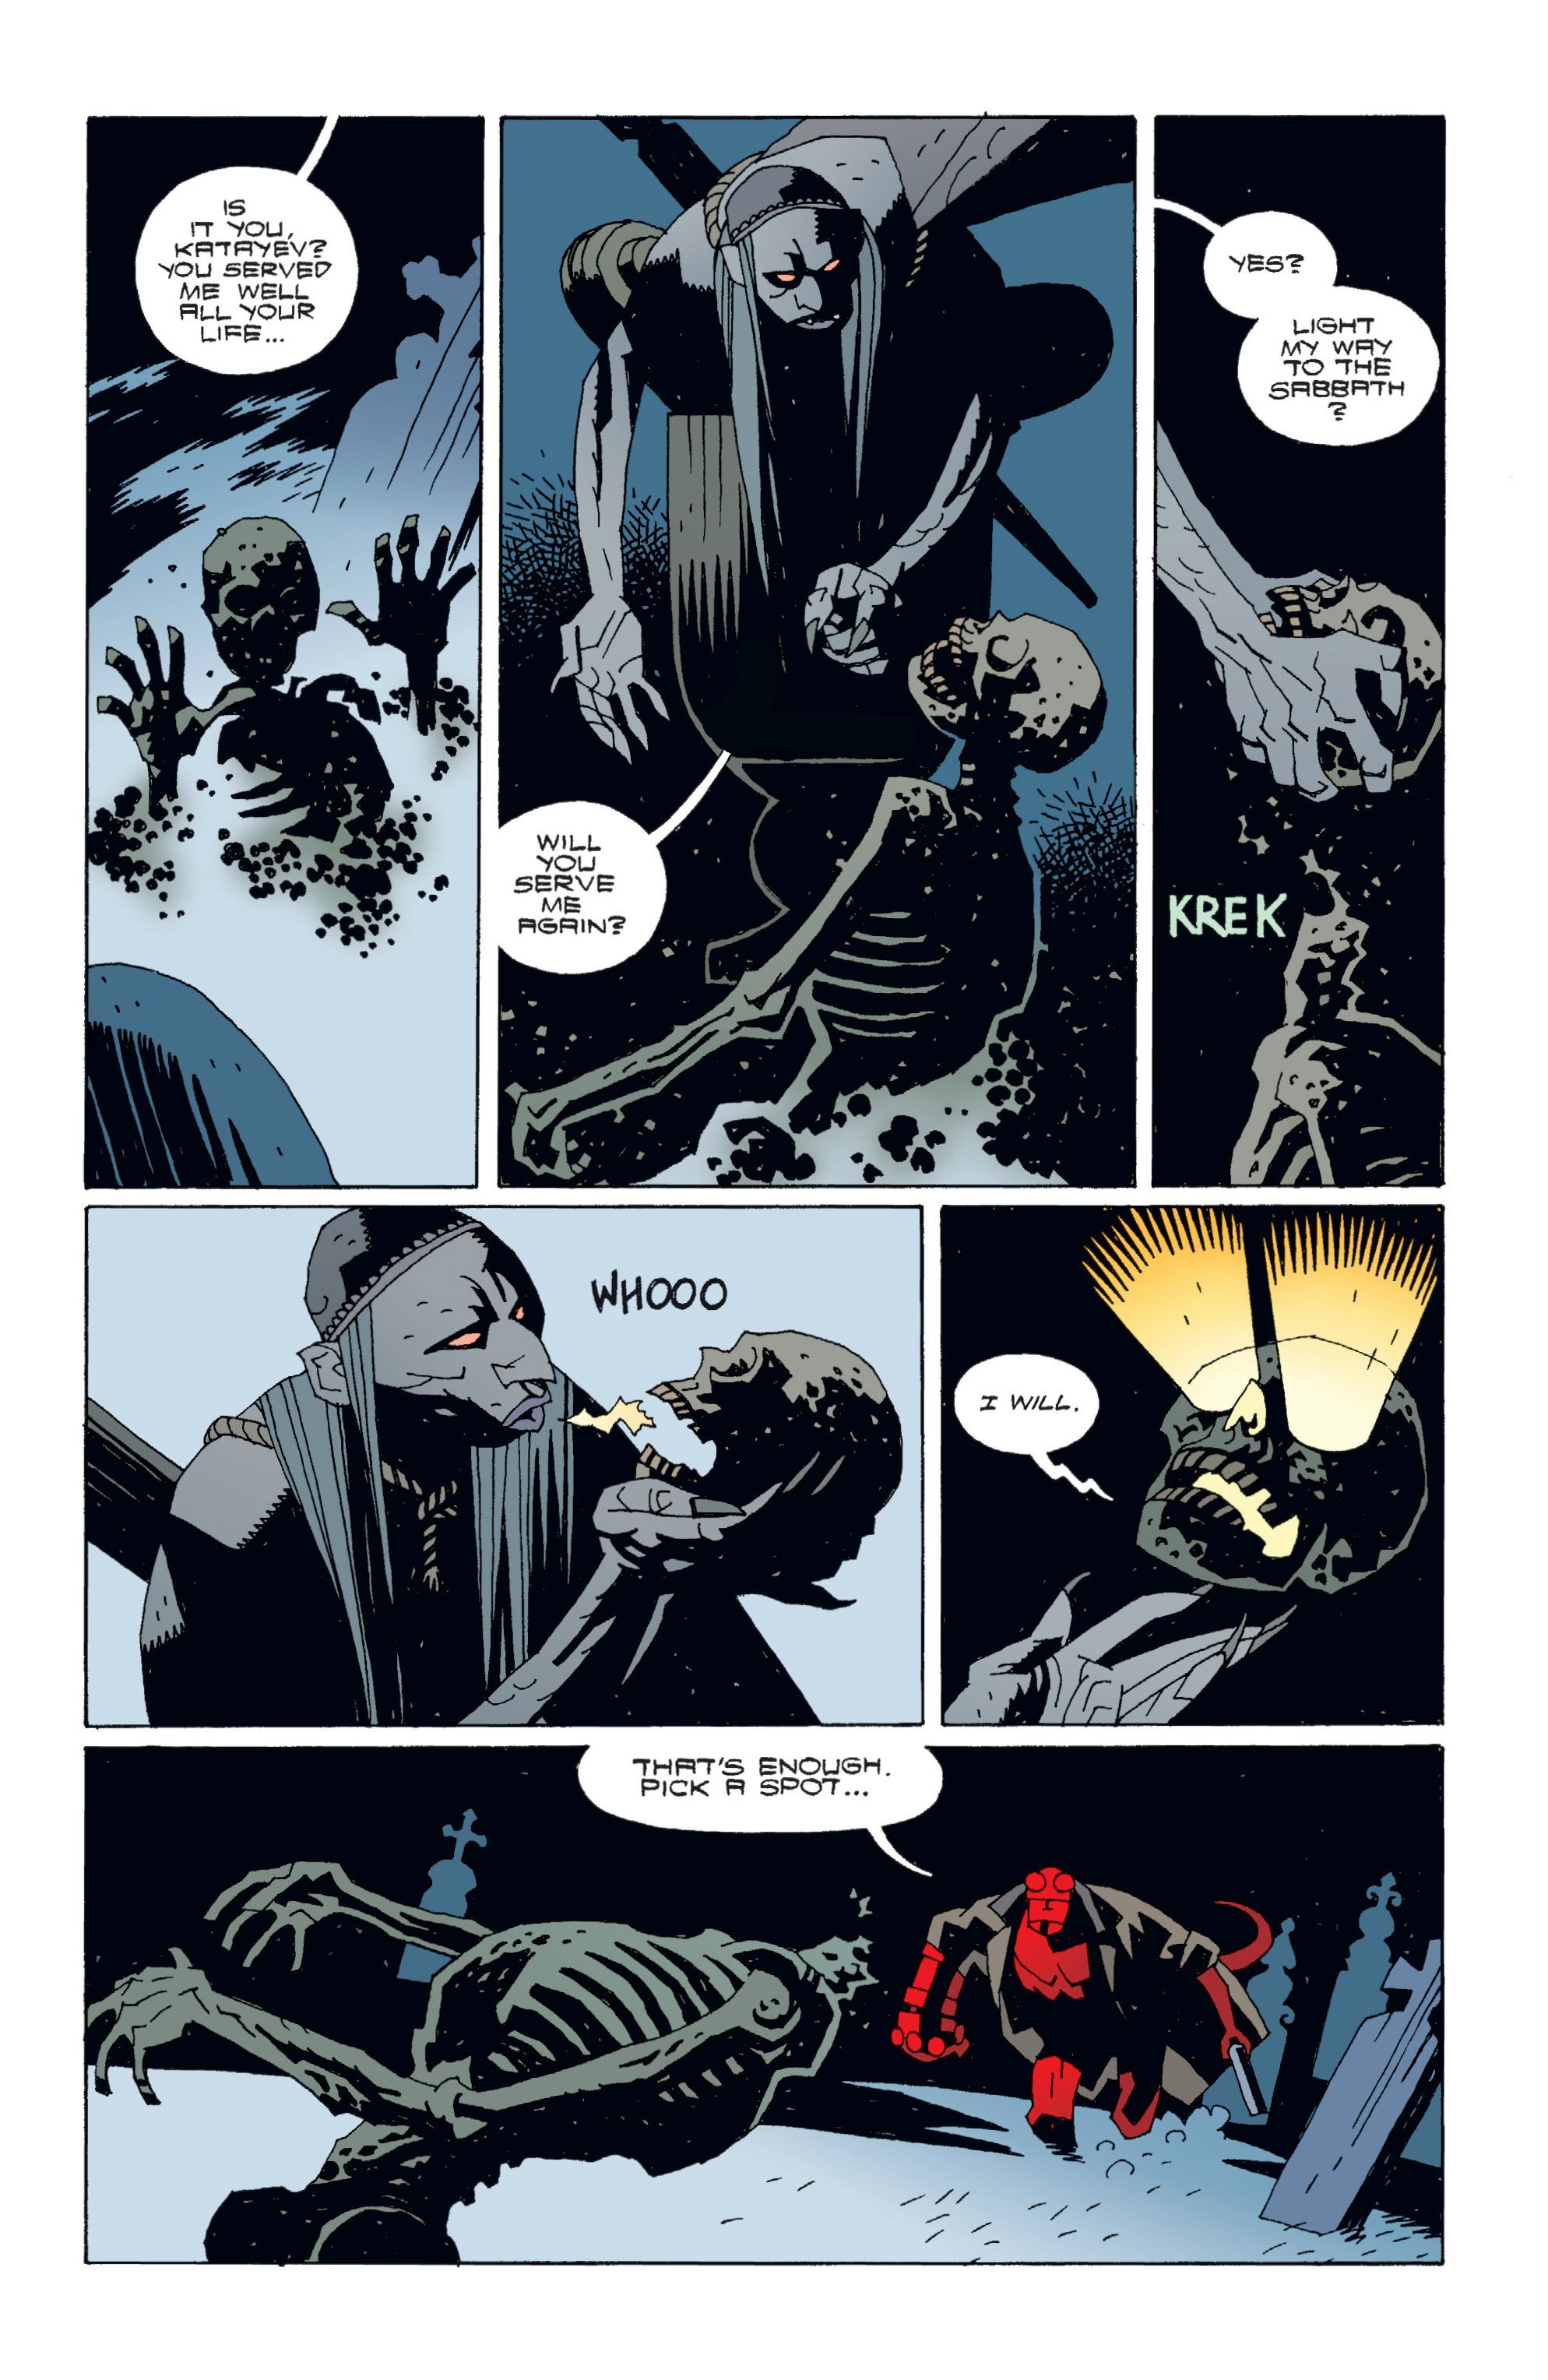 IS
IT YOU,
KATAYEV?
YOU SERVED
ME WELL
ALL YOUR
LIFE...
WILL
YOU
SERVE
ME
AGAIN?
YES?
LIGHT
MY WAY
TO THE
SABBATH
?
KREK
WHOOO
I WILL.
THAT'S ENOUGH.
PICK A SPOT...